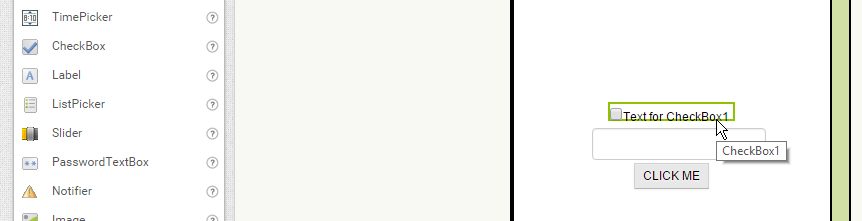 TimePicker
CheckBox
Label
ListPicker
Slider
PasswordTextBox
Notifier
Image
Text for CheckBox1
CheckBox1
CLICK ME